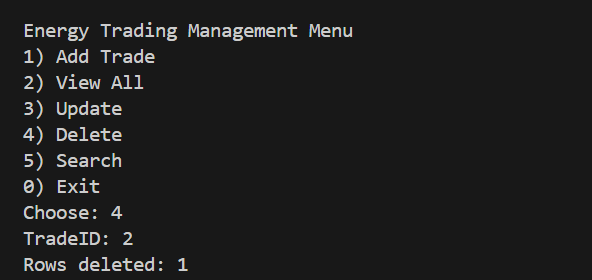 Energy Trading Management Menu
1) Add Trade
2) View All
3) Update
4) Delete
5) Search
0) Exit
Choose: 4
TradeID: 2
Rows deleted: 1